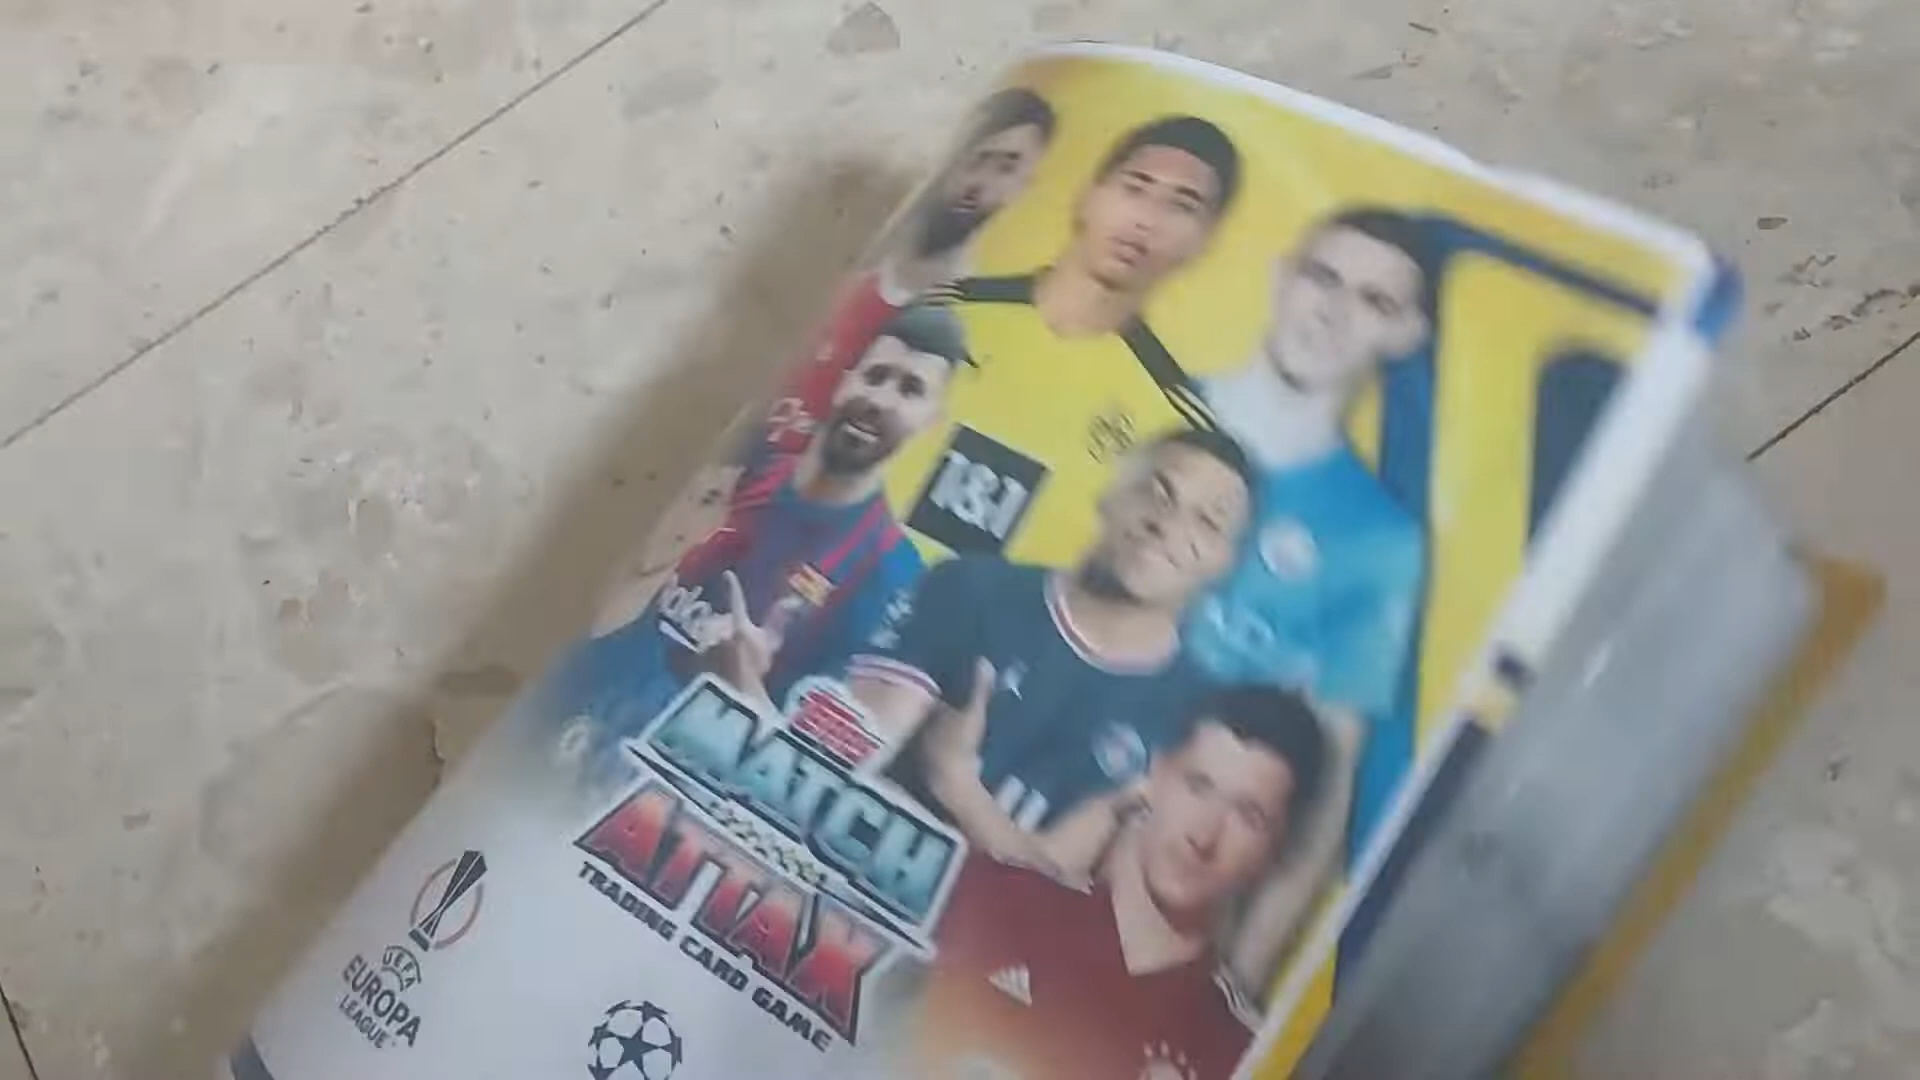 1&1
MATCH
ATTAX
TRADING CARD GAME
UEFA
EUROPA
LEAGUE